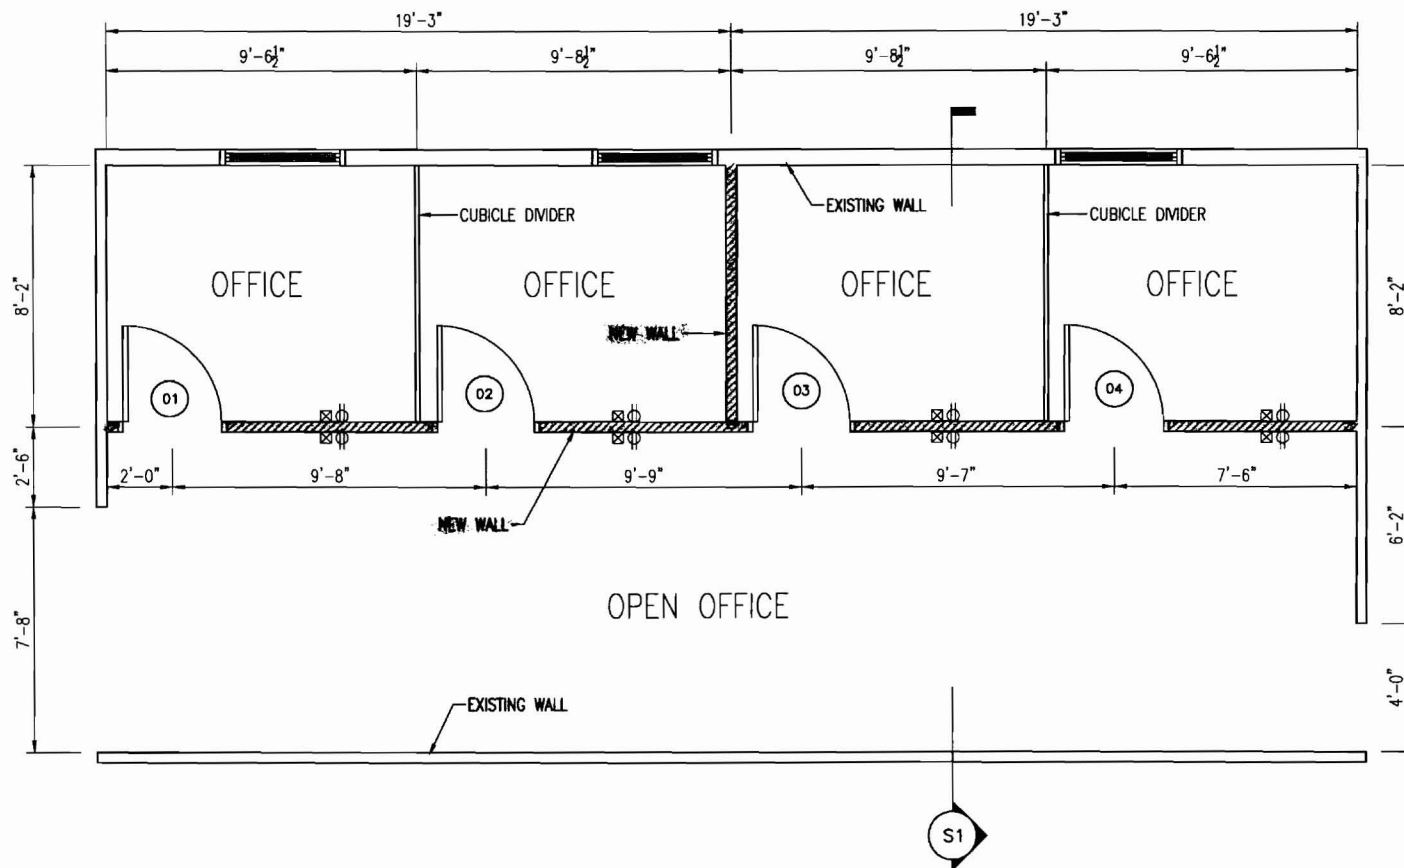 19'-3" 19'-3"
9'-6½" 9'-8½" 9'-8½" 9'-6½"
EXISTING WALL
CUBICLE DIVIDER CUBICLE DIVIDER
OFFICE OFFICE OFFICE OFFICE
8'-2" 8'-2"
NEW WALL
01 02 03 04
2'-6"
2'-0" 9'-8" 9'-9" 9'-7" 7'-6"
NEW WALL
6'-2"
OPEN OFFICE
7'-8"
4'-0"
EXISTING WALL
S1